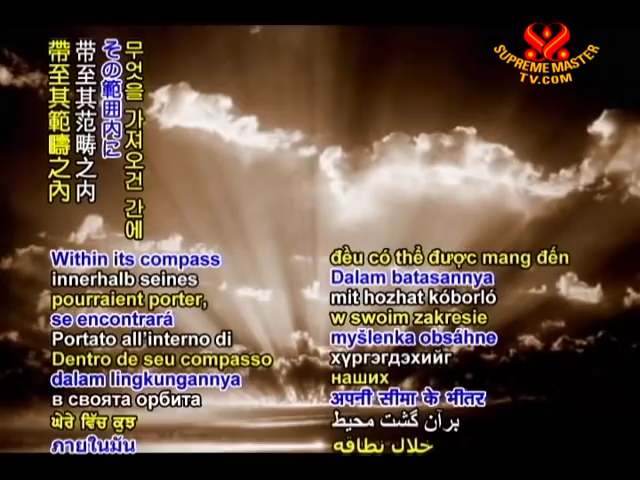 SUPREME MASTER
TV.COM
무엇을 가져오건 간에
その範囲内に
带至其范畴之内
帶至其範疇之內
Within its compass
innerhalb seines
pourraient porter,
se encontrará
Portato all'interno di
Dentro de seu compasso
dalam lingkungannya
в своята орбита
ਘੇਰੇ ਵਿੱਚ ਕੁਝ
ภายในมัน
đều có thể được mang đến
Dalam batasannya
mit hozhat kóborló
w swoim zakresie
myšlenka obsáhne
хүргэгдэхийг
наших
अपनी सीमा के भीतर
بر آن گشت محیط
خلال نطاقه